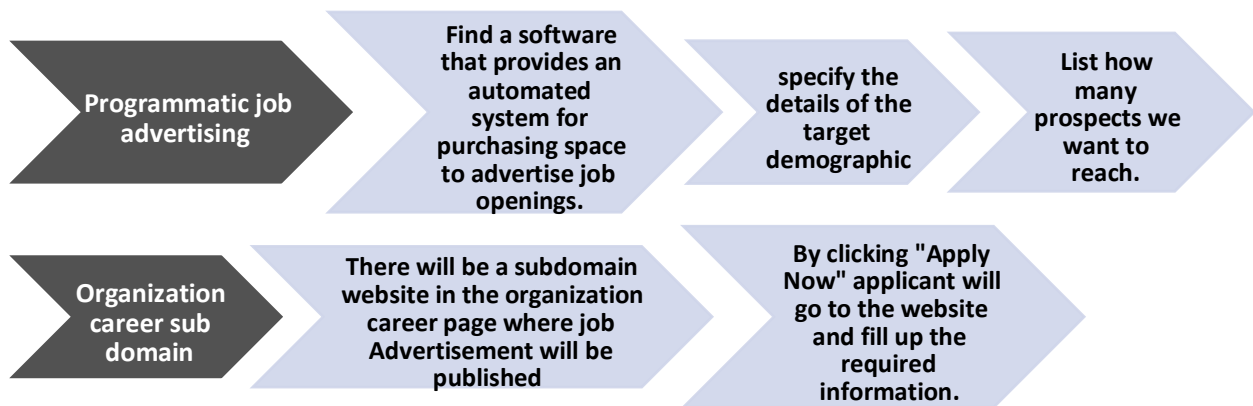 Programmatic job
advertising
Find a software
that provides an
automated
system for
purchasing space
to advertise job
openings.
specify the
details of the
target
demographic
List how
many
prospects we
want to
reach.
Organization
career sub
domain
There will be a subdomain
website in the organization
career page where job
Advertisement will be
published
By clicking "Apply
Now" applicant will
go to the website
and fill up the
required
information.